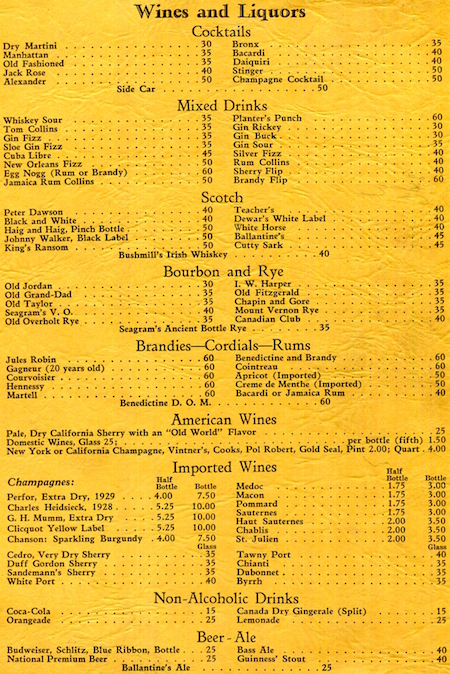 Wines and Liquors
Cocktails
Dry Martini 30
Manhattan 35
Old Fashioned 35
Jack Rose 40
Alexander 50
Bronx 35
Bacardi 40
Daiquiri 40
Stinger 50
Champagne Cocktail 50
Side Car 50
Mixed Drinks
Whiskey Sour 35
Tom Collins 35
Gin Fizz 35
Sloe Gin Fizz 35
Cuba Libre 45
New Orleans Fizz 50
Egg Nogg (Rum or Brandy) 60
Jamaica Rum Collins 50
Planter's Punch 60
Gin Rickey 30
Gin Buck 30
Gin Sour 35
Silver Fizz 40
Rum Collins 40
Sherry Flip 40
Brandy Flip 60
Scotch
Peter Dawson 40
Black and White 40
Haig and Haig, Pinch Bottle 50
Johnny Walker, Black Label 50
King's Ransom 50
Teacher's 40
Dewar's White Label 40
White Horse 40
Ballantine's 45
Cutty Sark 45
Bushmill's Irish Whiskey 40
Bourbon and Rye
Old Jordan 30
Old Grand-Dad 35
Old Taylor 35
Seagram's V. O. 40
Old Overholt Rye 35
I. W. Harper 35
Old Fitzgerald 35
Chapin and Gore 35
Mount Vernon Rye 35
Canadian Club 40
Seagram's Ancient Bottle Rye 35
Brandies—Cordials—Rums
Jules Robin 60
Gagneur (20 years old) 60
Courvoisier 60
Hennessy 60
Martell 60
Benedictine and Brandy 60
Cointreau 60
Apricot (Imported) 50
Creme de Menthe (Imported) 50
Bacardi or Jamaica Rum 40
Benedictine D. O. M. 60
American Wines
Pale, Dry California Sherry with an "Old World" Flavor 25
Domestic Wines, Glass 25; per bottle (fifth) 1.50
New York or California Champagne, Vintner's, Cooks, Pol Robert, Gold Seal, Pint 2.00; Quart 4.00
Imported Wines
Champagnes: Half Bottle Bottle
Perfor, Extra Dry, 1929 4.00 7.50
Charles Heidsieck, 1928 5.25 10.00
G. H. Mumm, Extra Dry 5.25 10.00
Clicquot Yellow Label 5.25 10.00
Chanson: Sparkling Burgundy 4.00 7.50
Glass
Cedro, Very Dry Sherry 35
Duff Gordon Sherry 35
Sandemann's Sherry 35
White Port 40
Half Bottle Bottle
Medoc 1.75 3.00
Macon 1.75 3.00
Pommard 1.75 3.00
Sauternes 1.75 3.00
Haut Sauternes 2.00 3.50
Chablis 2.00 3.50
St. Julien 2.00 3.50
Glass
Tawny Port 40
Chianti 35
Dubonnet 35
Byrrh 35
Non-Alcoholic Drinks
Coca-Cola 15
Orangeade 25
Canada Dry Gingerale (Split) 15
Lemonade 25
Beer-Ale
Budweiser, Schlitz, Blue Ribbon, Bottle 25
National Premium Beer 25
Bass Ale 40
Guinness' Stout 40
Ballantine's Ale 25